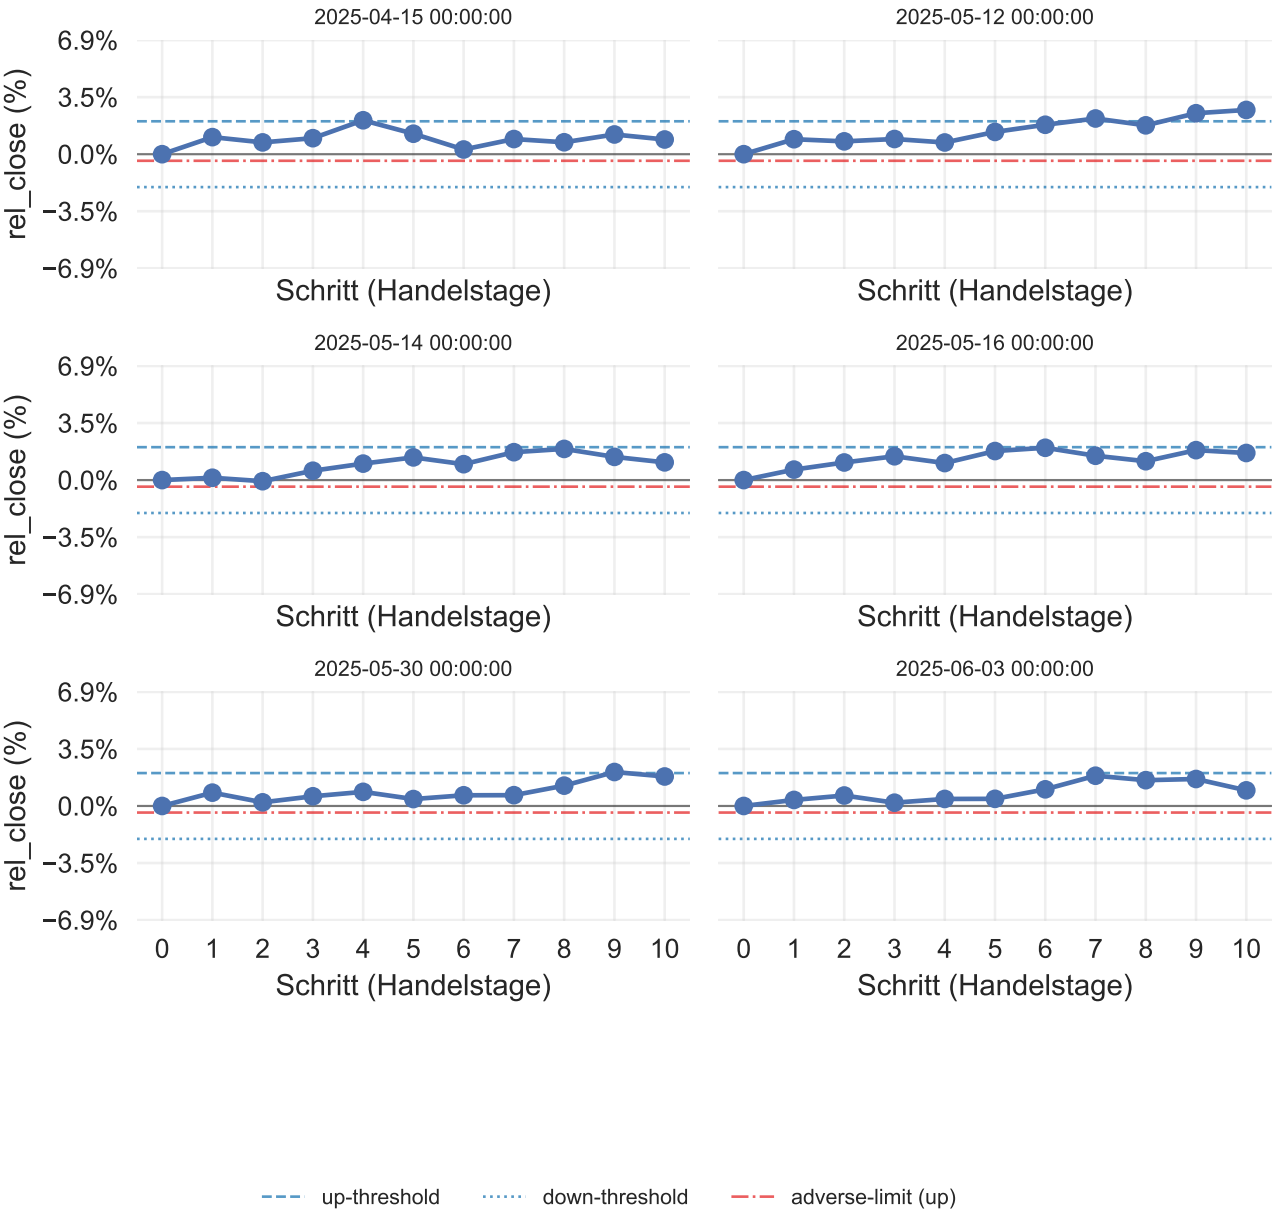 2025-04-15 00:00:00
2025-05-12 00:00:00
6.9%
3.5%
0.0%
−3.5%
−6.9%
rel_close (%)
Schritt (Handelstage)
Schritt (Handelstage)
2025-05-14 00:00:00
2025-05-16 00:00:00
6.9%
3.5%
0.0%
−3.5%
−6.9%
rel_close (%)
Schritt (Handelstage)
Schritt (Handelstage)
2025-05-30 00:00:00
2025-06-03 00:00:00
6.9%
3.5%
0.0%
−3.5%
−6.9%
rel_close (%)
0 1 2 3 4 5 6 7 8 9 10
0 1 2 3 4 5 6 7 8 9 10
Schritt (Handelstage)
Schritt (Handelstage)
up-threshold down-threshold adverse-limit (up)